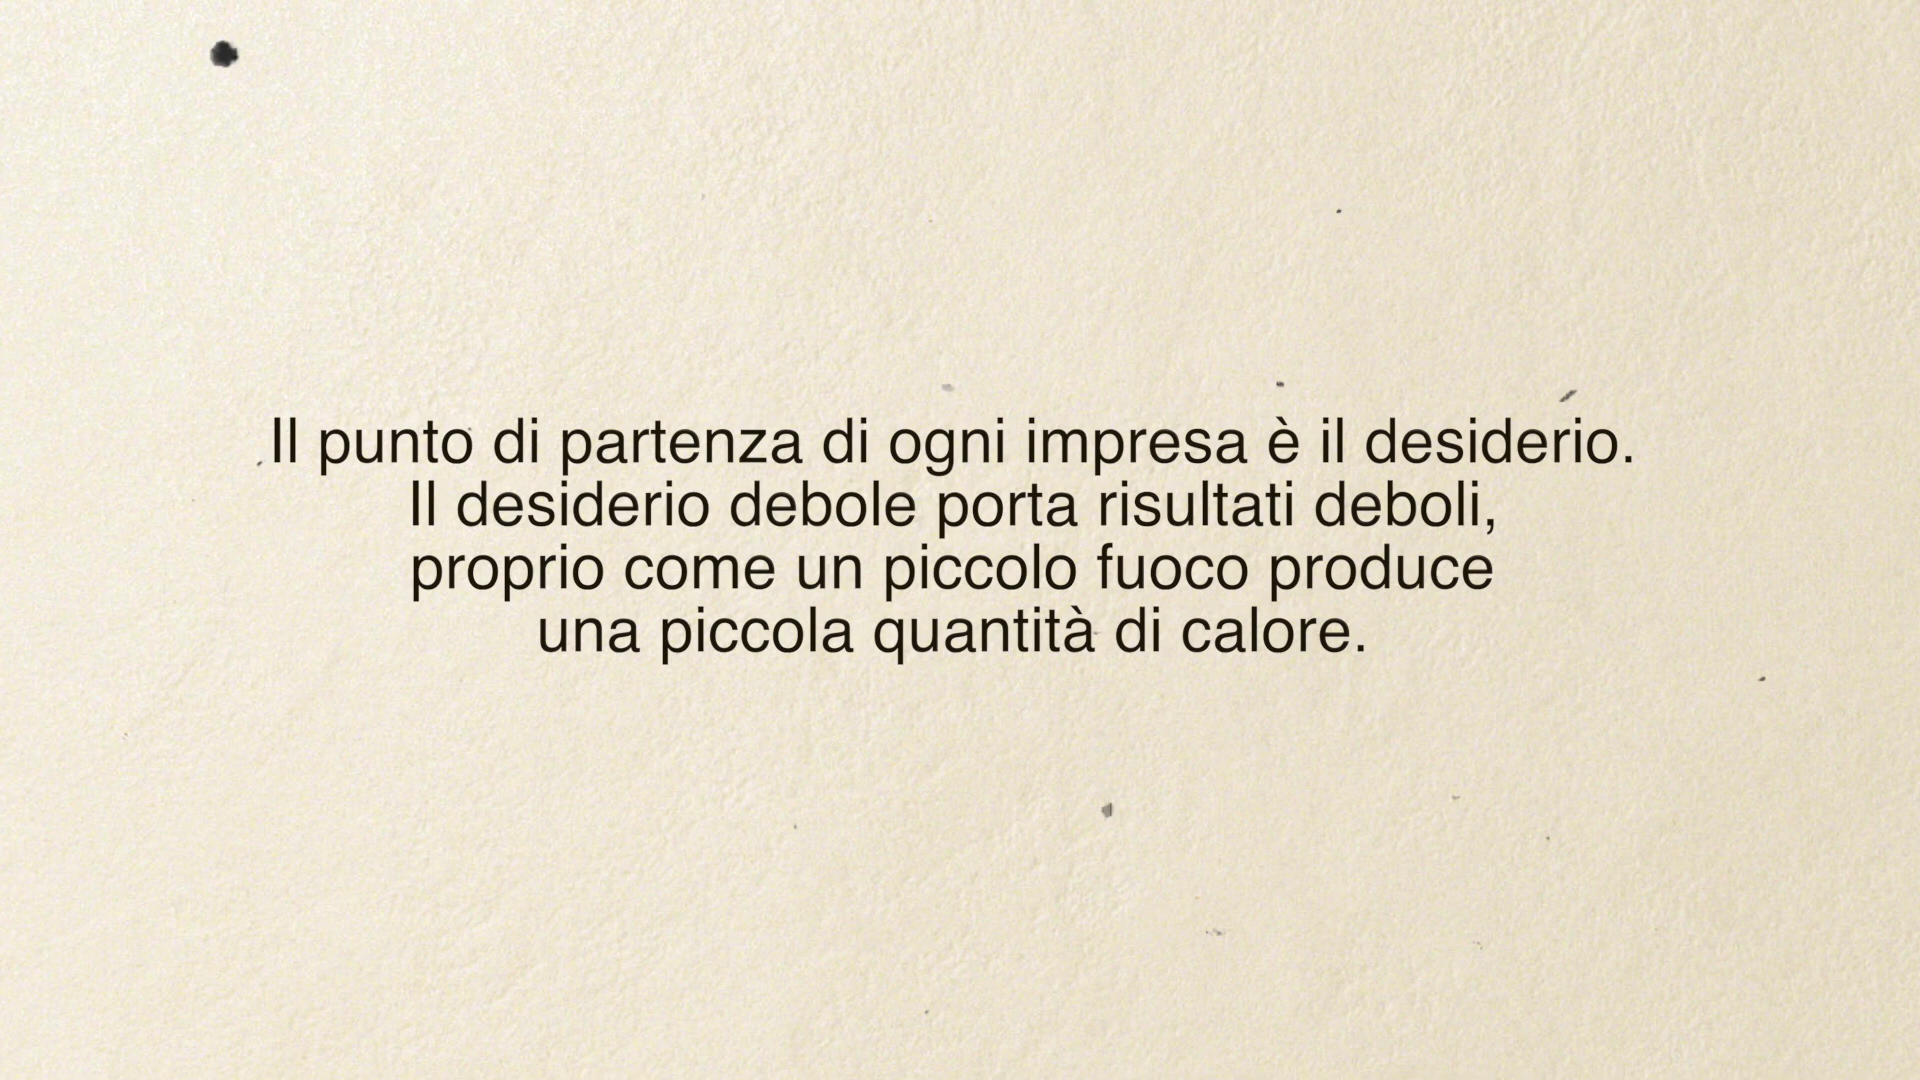 Il punto di partenza di ogni impresa è il desiderio.
Il desiderio debole porta risultati deboli,
proprio come un piccolo fuoco produce
una piccola quantità di calore.